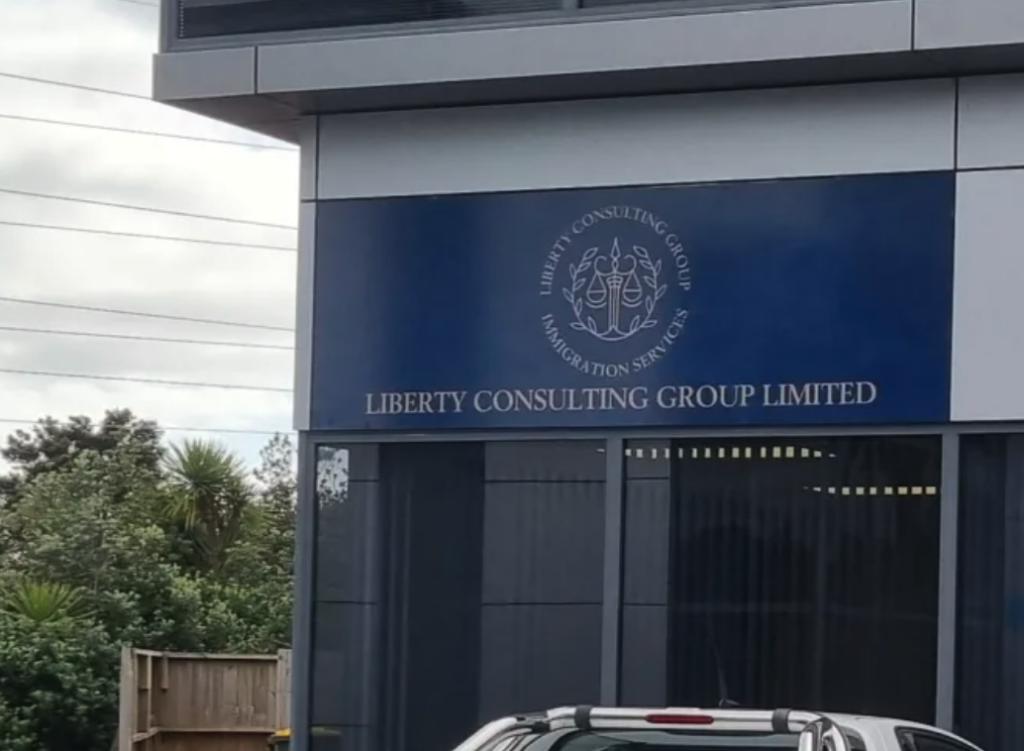 LIBERTY CONSULTING GROUP
IMMIGRATION SERVICES
LIBERTY CONSULTING GROUP LIMITED